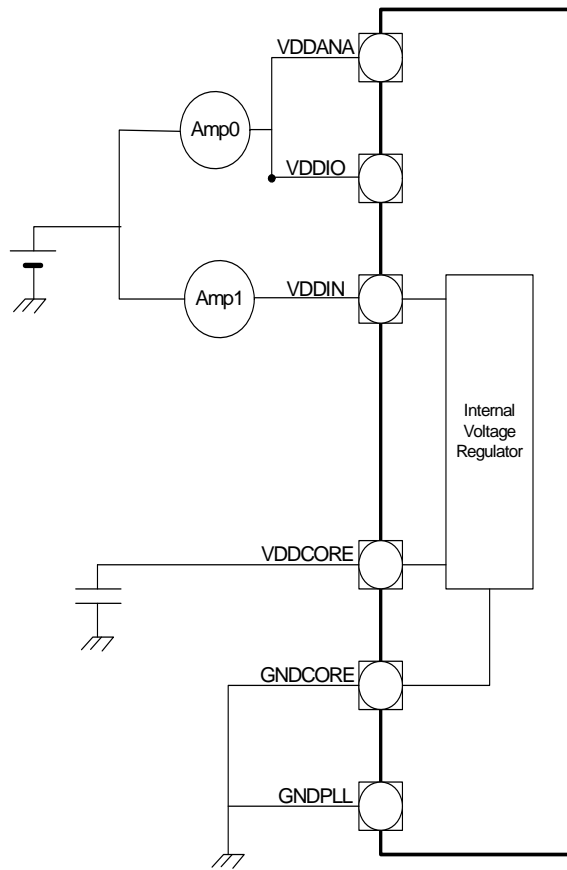 VDDANA
Amp0
VDDIO
Amp1
VDDIN
Internal
Voltage
Regulator
VDDCORE
GNDCORE
GNDPLL